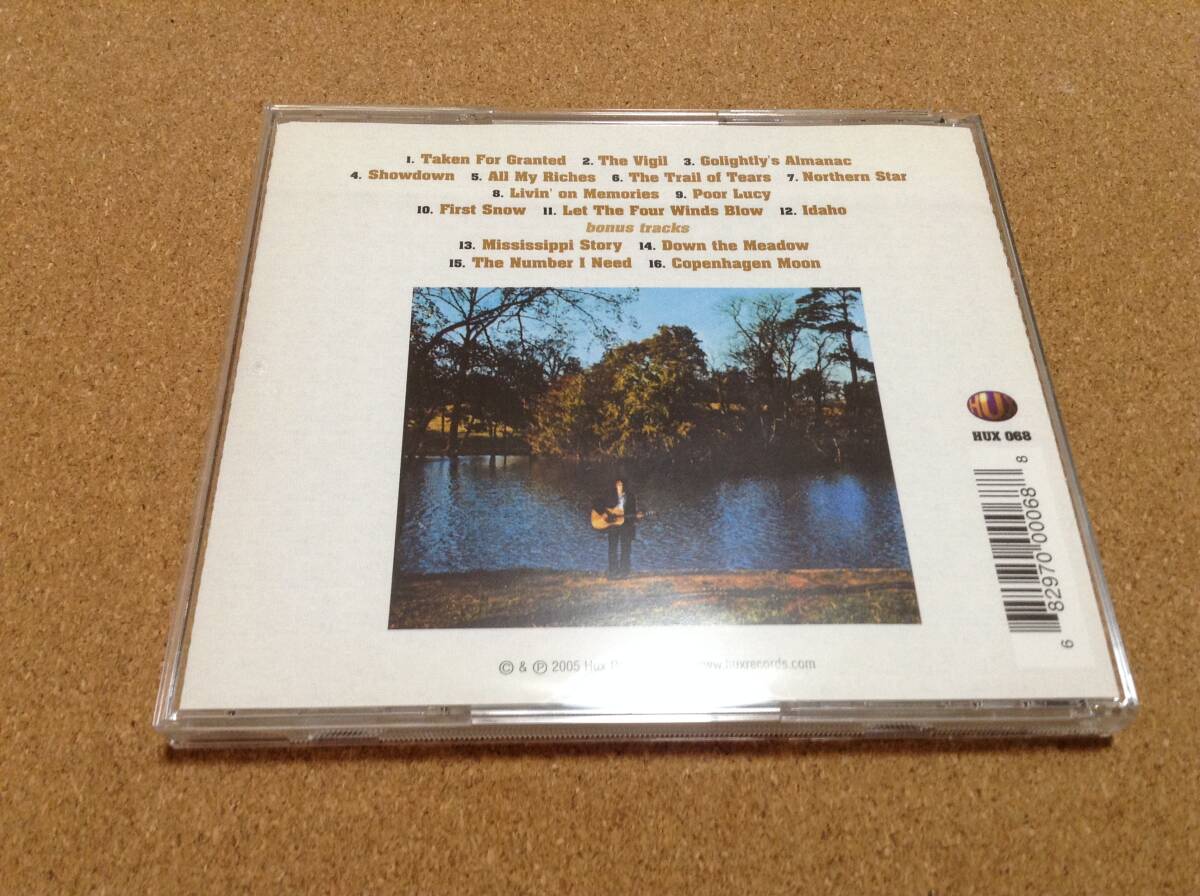 1. Taken For Granted 2. The Vigil 3. Golightly's Almanac
4. Showdown 5. All My Riches 6. The Trail of Tears 7. Northern Star
8. Livin' on Memories 9. Poor Lucy
10. First Snow 11. Let The Four Winds Blow 12. Idaho
bonus tracks
13. Mississippi Story 14. Down the Meadow
15. The Number I Need 16. Copenhagen Moon
HUX
HUX 068
6 82970 00068 8
© & ℗ 2005 Hux www.huxrecords.com